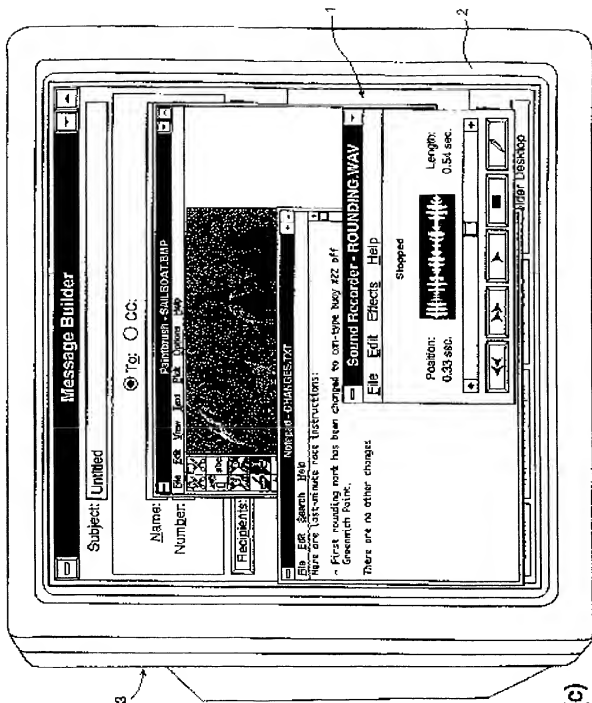 Message Builder
Subject: Untitled
To: CC:
Name:
Number:
Recipients:
Paintbrush - SAILBOAT.BMP
File Edit View Text Pick Options Help
abc
Notepad - CHANGES.TXT
File Edit Search Help
Here are last-minute race instructions:
~ First rounding mark has been changed to can-type buoy #22 off
Greenwich Point.
There are no other changes
Sound Recorder - ROUNDING.WAV
File Edit Effects Help
Stopped
Position: Length:
0.33 sec. 0.54 sec.
Desktop
1
2
3
c)